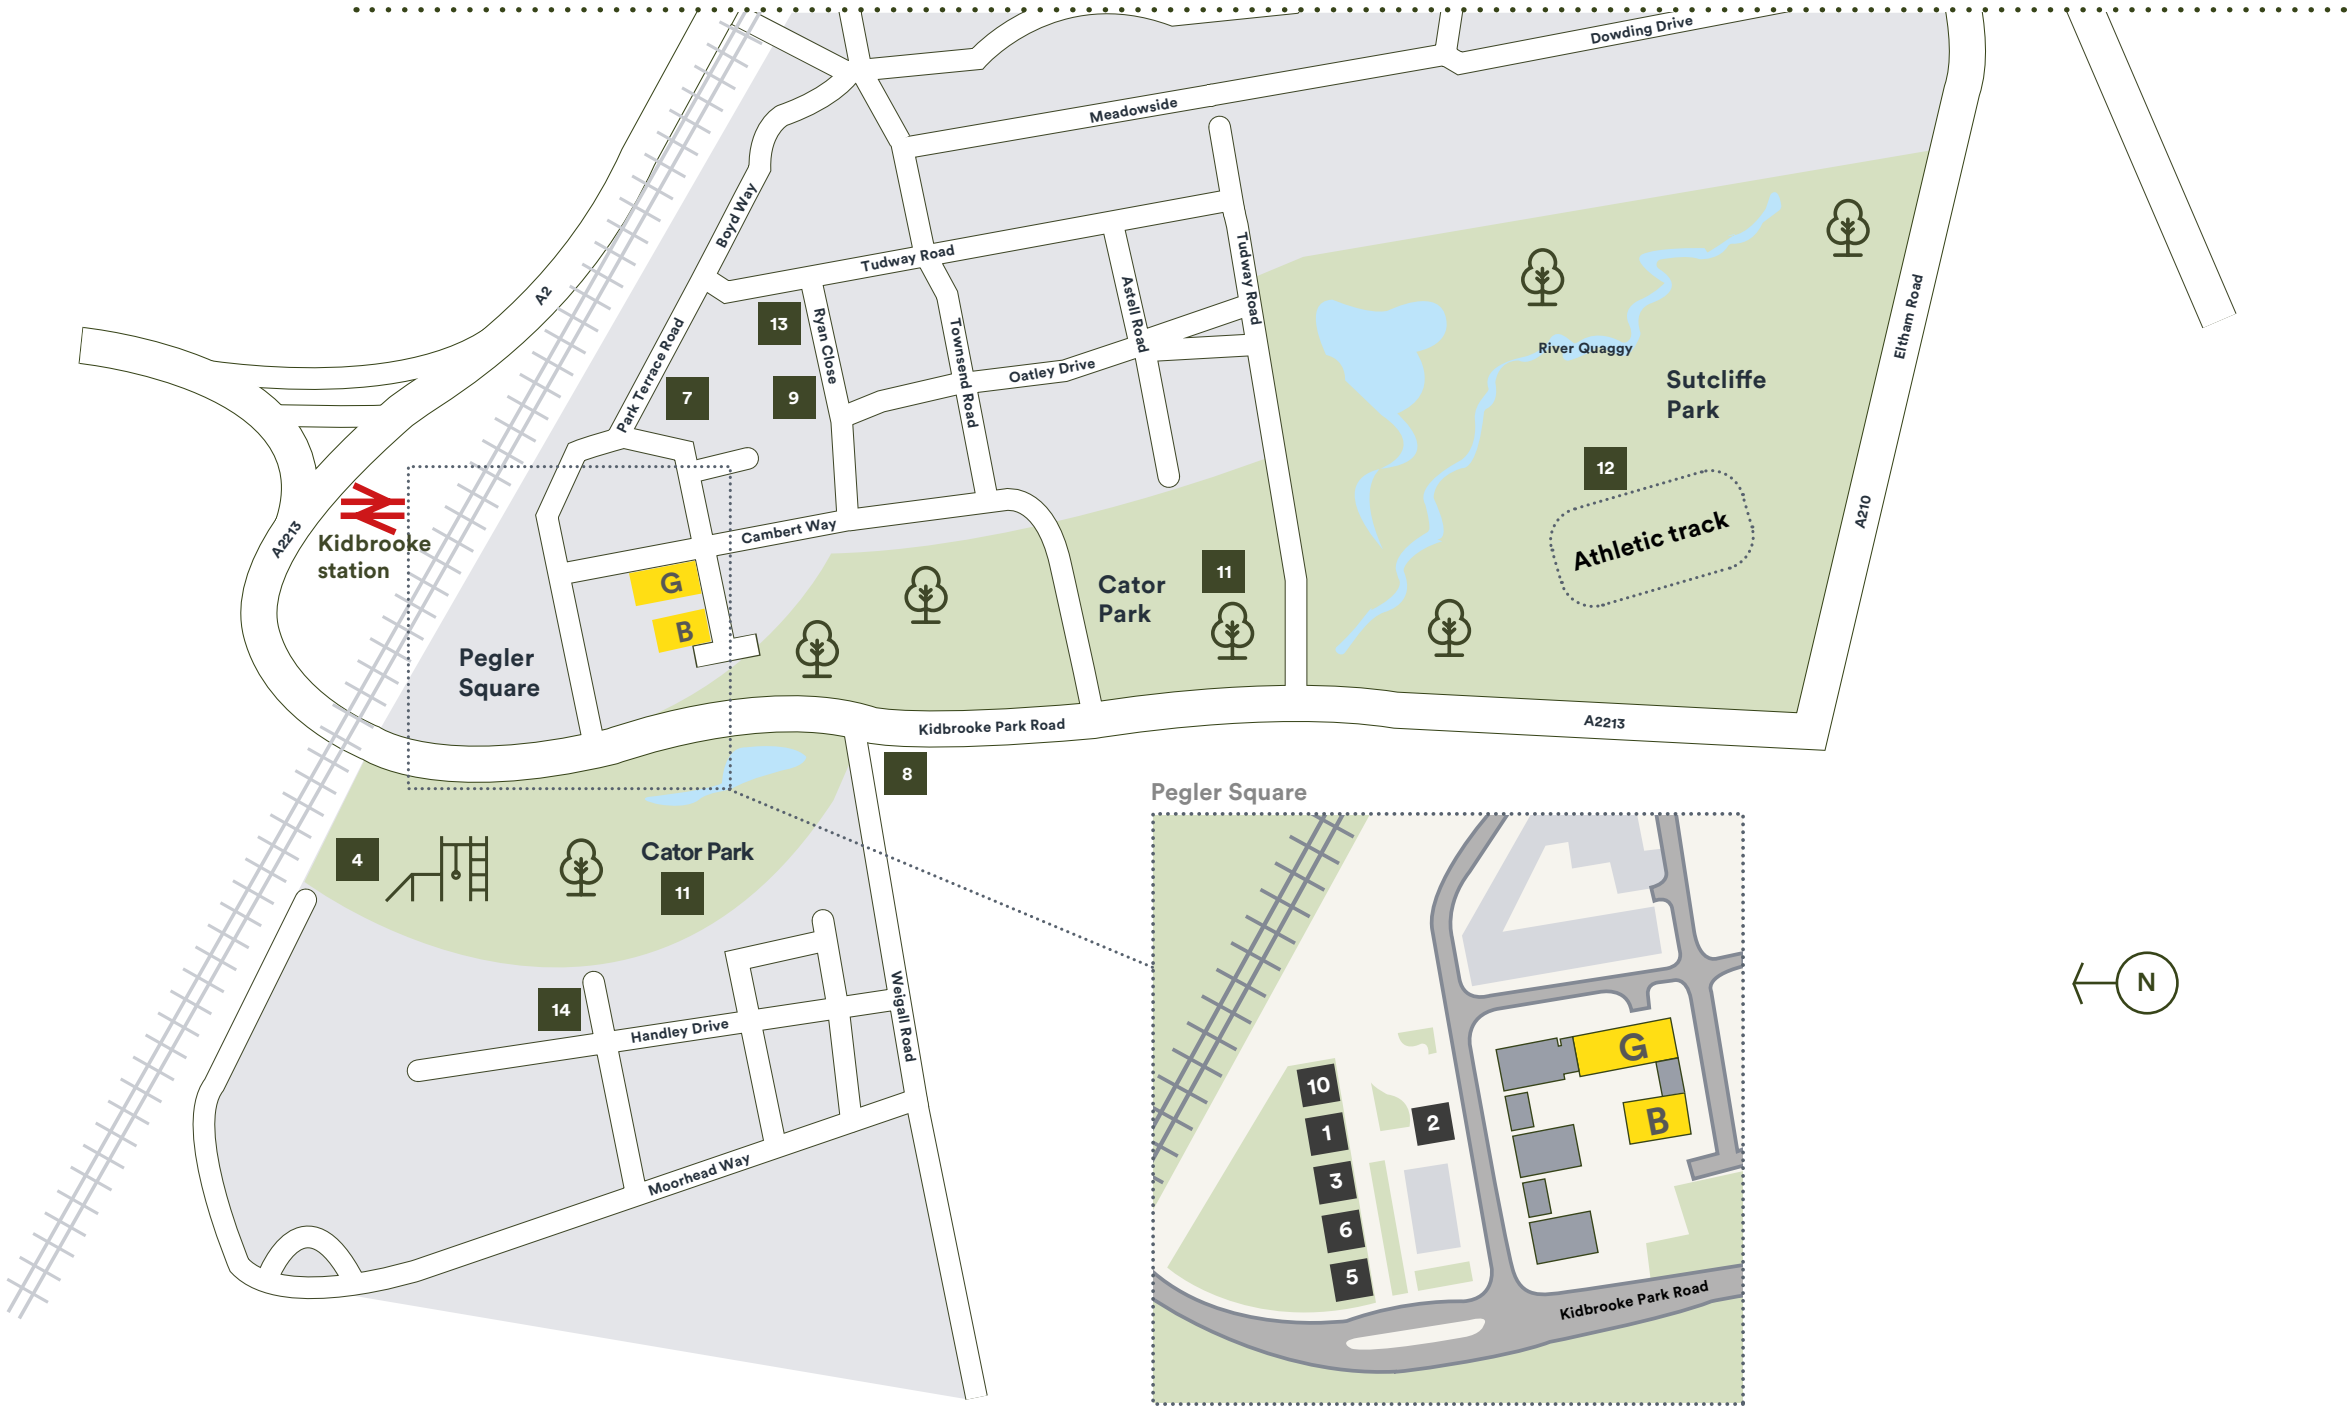 Dowding Drive
Meadowside
Boyd Way
A2
Tudway Road
Tudway Road
Astell Road
Ryan Close
Townsend Road
Oatley Drive
Park Terrace Road
13
7
9
River Quaggy
Sutcliffe
Park
12
Athletic track
Eltham Road
A210
A2213
Kidbrooke
station
Cambert Way
G
B
Pegler
Square
Cator
Park
11
Kidbrooke Park Road
A2213
8
4
Cator Park
11
14
Handley Drive
Weigall Road
Moorhead Way
Pegler Square
10
1
3
6
5
2
G
B
Kidbrooke Park Road
N